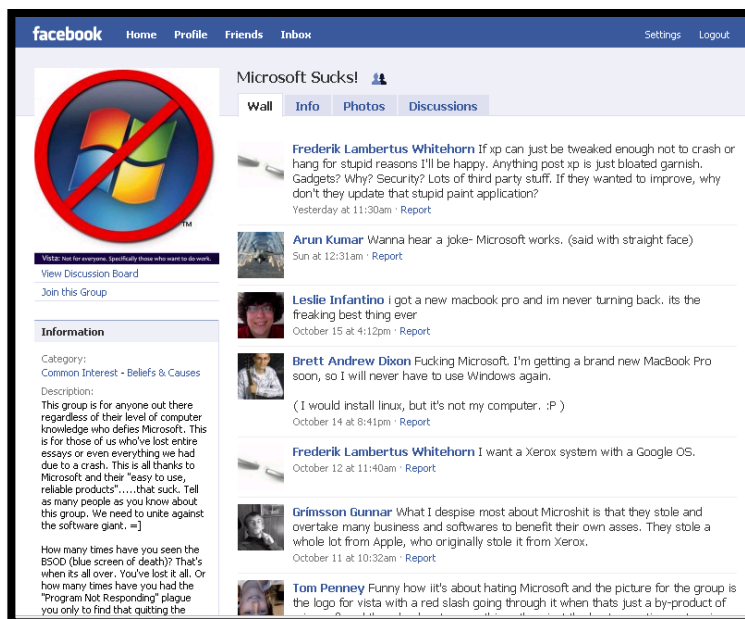 facebook Home Profile Friends Inbox Settings Logout
Microsoft Sucks!
Wall Info Photos Discussions
TM
Vista: Not for everyone. Specifically those who want to do work.
View Discussion Board
Join this Group
Information
Category:
Common Interest - Beliefs & Causes
Description:
This group is for anyone out there
regardless of their level of computer
knowledge who defies Microsoft. This
is for those of us who've lost entire
essays or even everything we had
due to a crash. This is all thanks to
Microsoft and their "easy to use,
reliable products".....that suck. Tell
as many people as you know about
this group. We need to unite against
the software giant. =]
How many times have you seen the
BSOD (blue screen of death)? That's
when its all over. You've lost it all. Or
how many times have you had the
"Program Not Responding" plague
you only to find that quitting the
Frederik Lambertus Whitehorn If xp can just be tweaked enough not to crash or
hang for stupid reasons I'll be happy. Anything post xp is just bloated garnish.
Gadgets? Why? Security? Lots of third party stuff. If they wanted to improve, why
don't they update that stupid paint application?
Yesterday at 11:30am · Report
Arun Kumar Wanna hear a joke- Microsoft works. (said with straight face)
Sun at 12:31am · Report
Leslie Infantino i got a new macbook pro and im never turning back. its the
freaking best thing ever
October 15 at 4:12pm · Report
Brett Andrew Dixon Fucking Microsoft. I'm getting a brand new MacBook Pro
soon, so I will never have to use Windows again.
( I would install linux, but it's not my computer. :P )
October 14 at 8:41pm · Report
Frederik Lambertus Whitehorn I want a Xerox system with a Google OS.
October 12 at 11:40am · Report
Grímsson Gunnar What I despise most about Microshit is that they stole and
overtake many business and softwares to benefit their own asses. They stole a
whole lot from Apple, who originally stole it from Xerox.
October 11 at 10:32am · Report
Tom Penney Funny how iit's about hating Microsoft and the picture for the group is
the logo for vista with a red slash going through it when thats just a by-product of